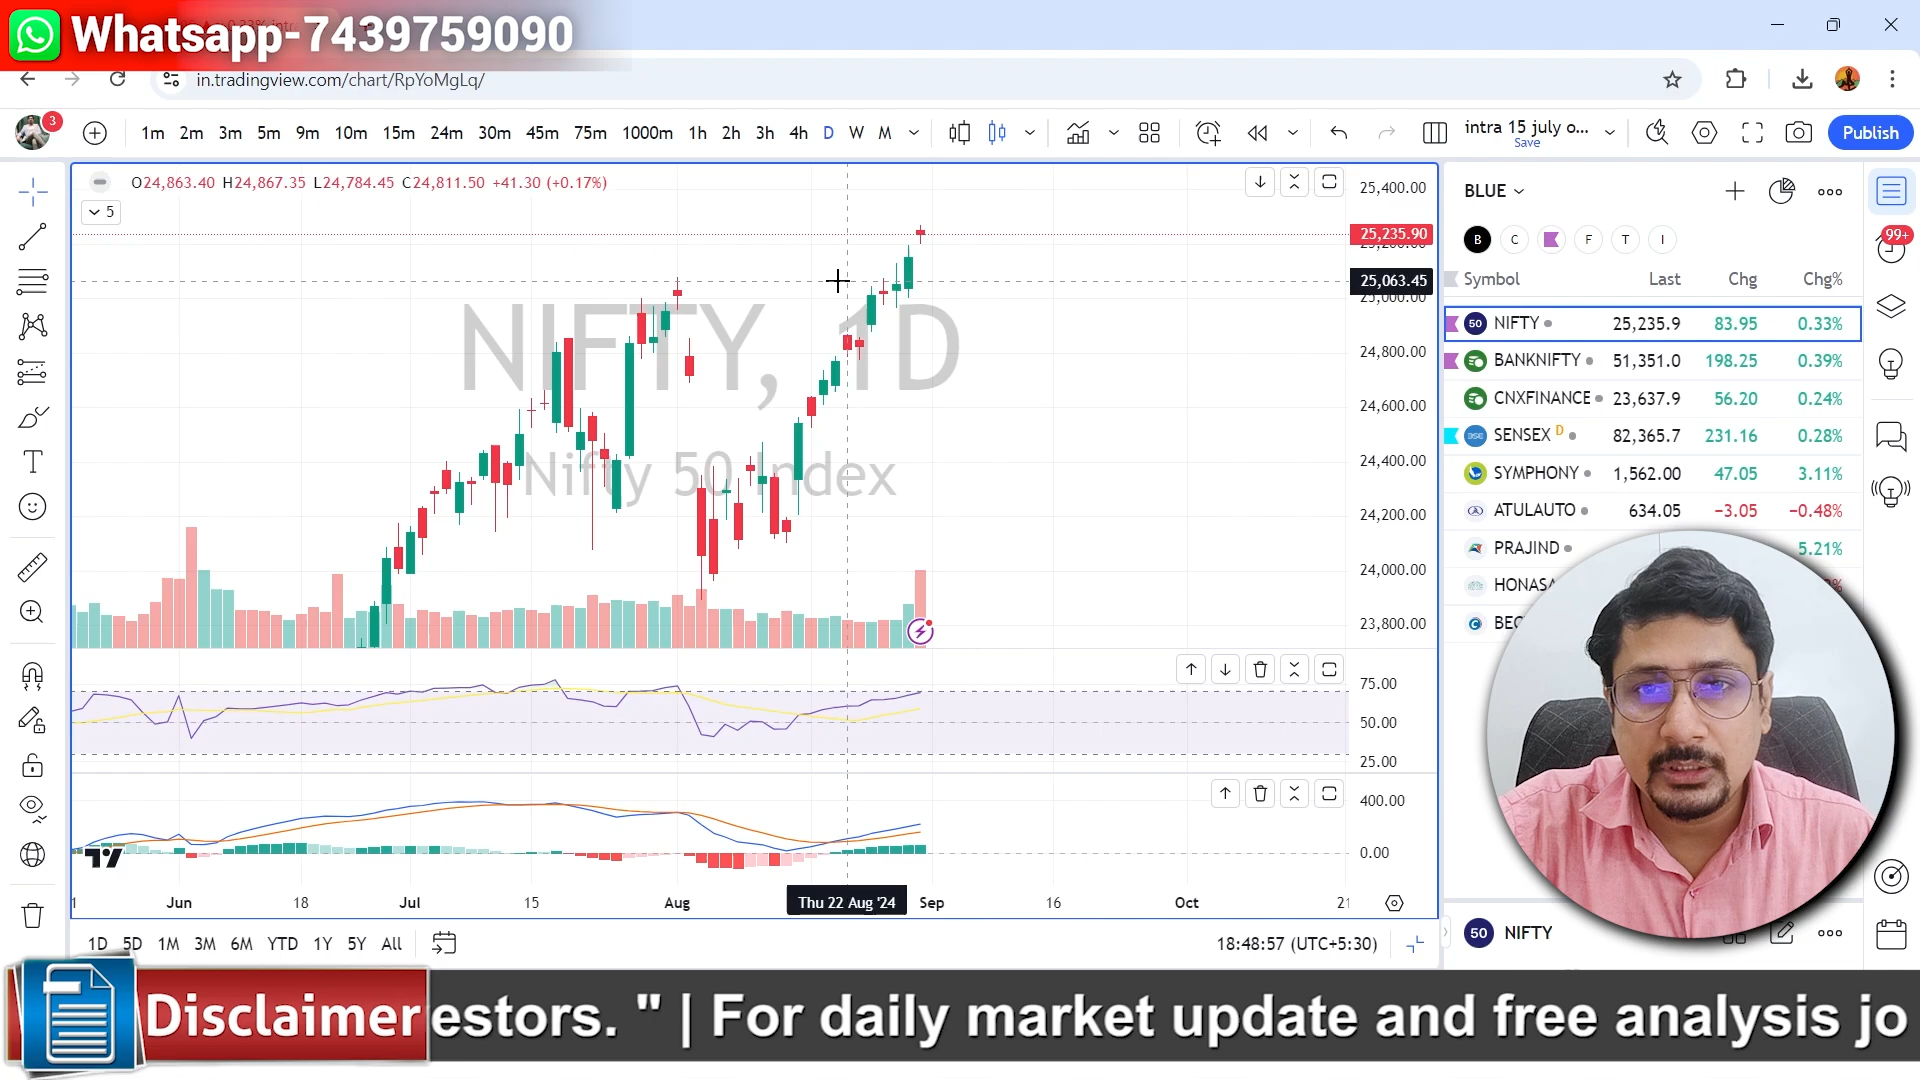 Whatsapp-7439759090
in.tradingview.com/chart/RpYoMgLq/
3
1m 2m 3m 5m 9m 10m 15m 24m 30m 45m 75m 1000m 1h 2h 3h 4h D W M
intra 15 july o...
Save
Publish
O24,863.40 H24,867.35 L24,784.45 C24,811.50 +41.30 (+0.17%)
5
NIFTY, 1D
Nifty 50 Index
25,400.00
25,235.90
25,063.45
25,000.00
24,800.00
24,600.00
24,400.00
24,200.00
24,000.00
23,800.00
75.00
50.00
25.00
400.00
0.00
Jun 18 Jul 15 Aug Thu 22 Aug '24 Sep 16 Oct 21
1D 5D 1M 3M 6M YTD 1Y 5Y All
18:48:57 (UTC+5:30)
BLUE
B C F T I
99+
Symbol Last Chg Chg%
50 NIFTY 25,235.9 83.95 0.33%
BANKNIFTY 51,351.0 198.25 0.39%
CNXFINANCE 23,637.9 56.20 0.24%
SENSEX D 82,365.7 231.16 0.28%
SYMPHONY 1,562.00 47.05 3.11%
ATULAUTO 634.05 −3.05 −0.48%
PRAJIND 5.21%
HONASA
50 NIFTY
Disclaimer
estors. " | For daily market update and free analysis jo